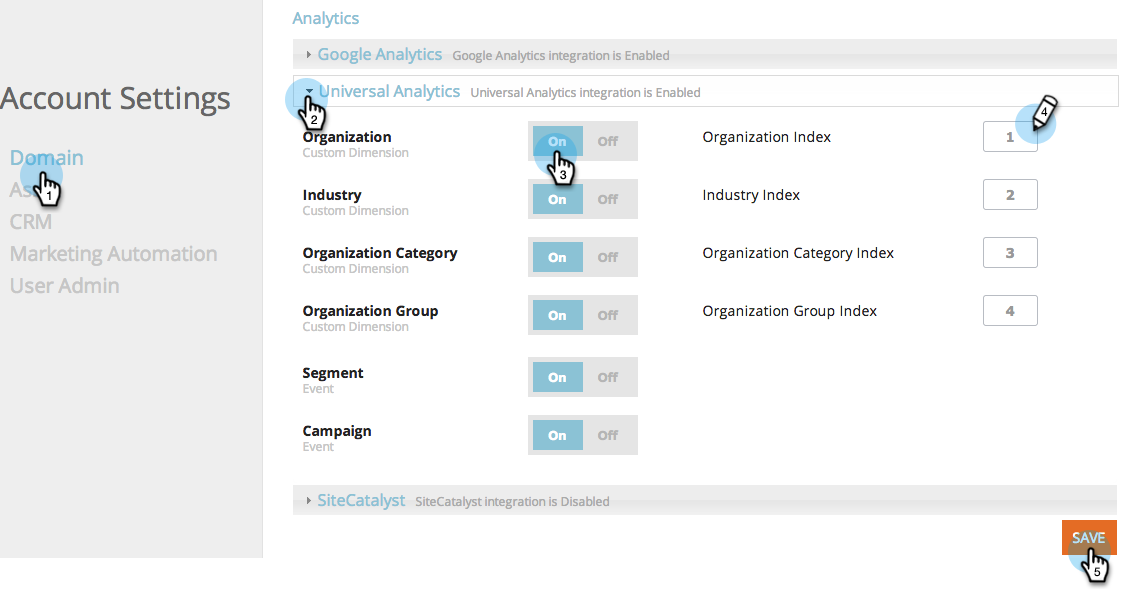 Analytics
Google Analytics Google Analytics integration is Enabled
Universal Analytics Universal Analytics integration is Enabled
Account Settings
2
4
Organization On Off Organization Index 1
Custom Dimension
3
Domain
1
Industry On Off Industry Index 2
Custom Dimension
CRM
Marketing Automation
User Admin
Organization Category On Off Organization Category Index 3
Custom Dimension
Organization Group On Off Organization Group Index 4
Custom Dimension
Segment On Off
Event
Campaign On Off
Event
SiteCatalyst SiteCatalyst integration is Disabled
SAVE
5